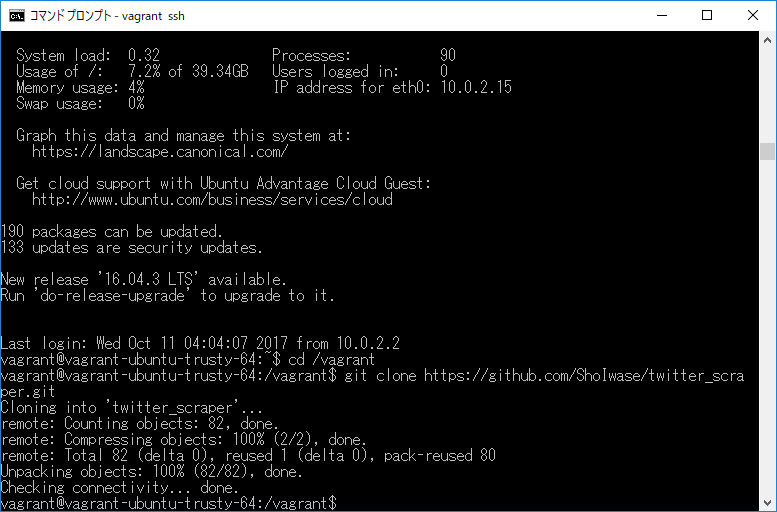 コマンドプロンプト - vagrant ssh
System load: 0.32 Processes: 90
Usage of /: 7.2% of 39.34GB Users logged in: 0
Memory usage: 4% IP address for eth0: 10.0.2.15
Swap usage: 0%
Graph this data and manage this system at:
https://landscape.canonical.com/
Get cloud support with Ubuntu Advantage Cloud Guest:
http://www.ubuntu.com/business/services/cloud
190 packages can be updated.
133 updates are security updates.
New release '16.04.3 LTS' available.
Run 'do-release-upgrade' to upgrade to it.
Last login: Wed Oct 11 04:04:07 2017 from 10.0.2.2
vagrant@vagrant-ubuntu-trusty-64:~$ cd /vagrant
vagrant@vagrant-ubuntu-trusty-64:/vagrant$ git clone https://github.com/ShoIwase/twitter_scra
per.git
Cloning into 'twitter_scraper'...
remote: Counting objects: 82, done.
remote: Compressing objects: 100% (2/2), done.
remote: Total 82 (delta 0), reused 1 (delta 0), pack-reused 80
Unpacking objects: 100% (82/82), done.
Checking connectivity... done.
vagrant@vagrant-ubuntu-trusty-64:/vagrant$